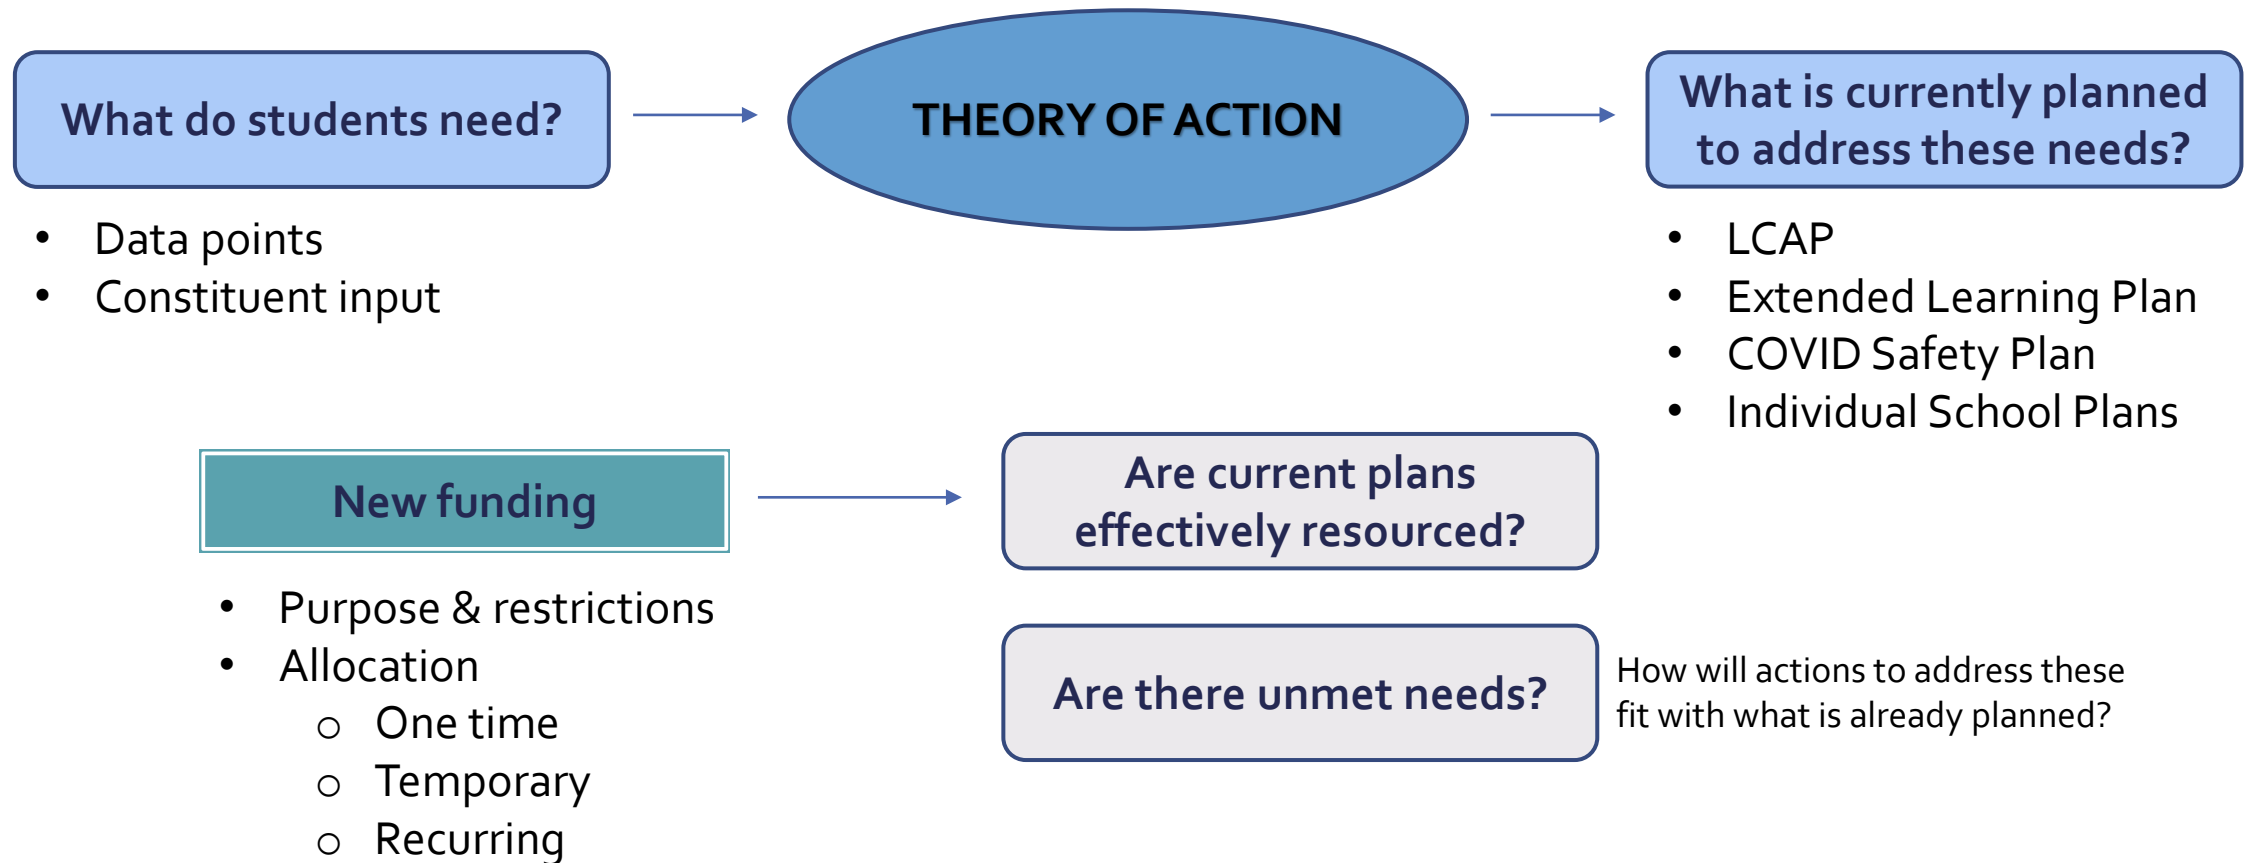 What do students need?
• Data points
• Constituent input
THEORY OF ACTION
What is currently planned
to address these needs?
• LCAP
• Extended Learning Plan
• COVID Safety Plan
• Individual School Plans
New funding
• Purpose & restrictions
• Allocation
o One time
o Temporary
o Recurring
Are current plans
effectively resourced?
Are there unmet needs?
How will actions to address these
fit with what is already planned?